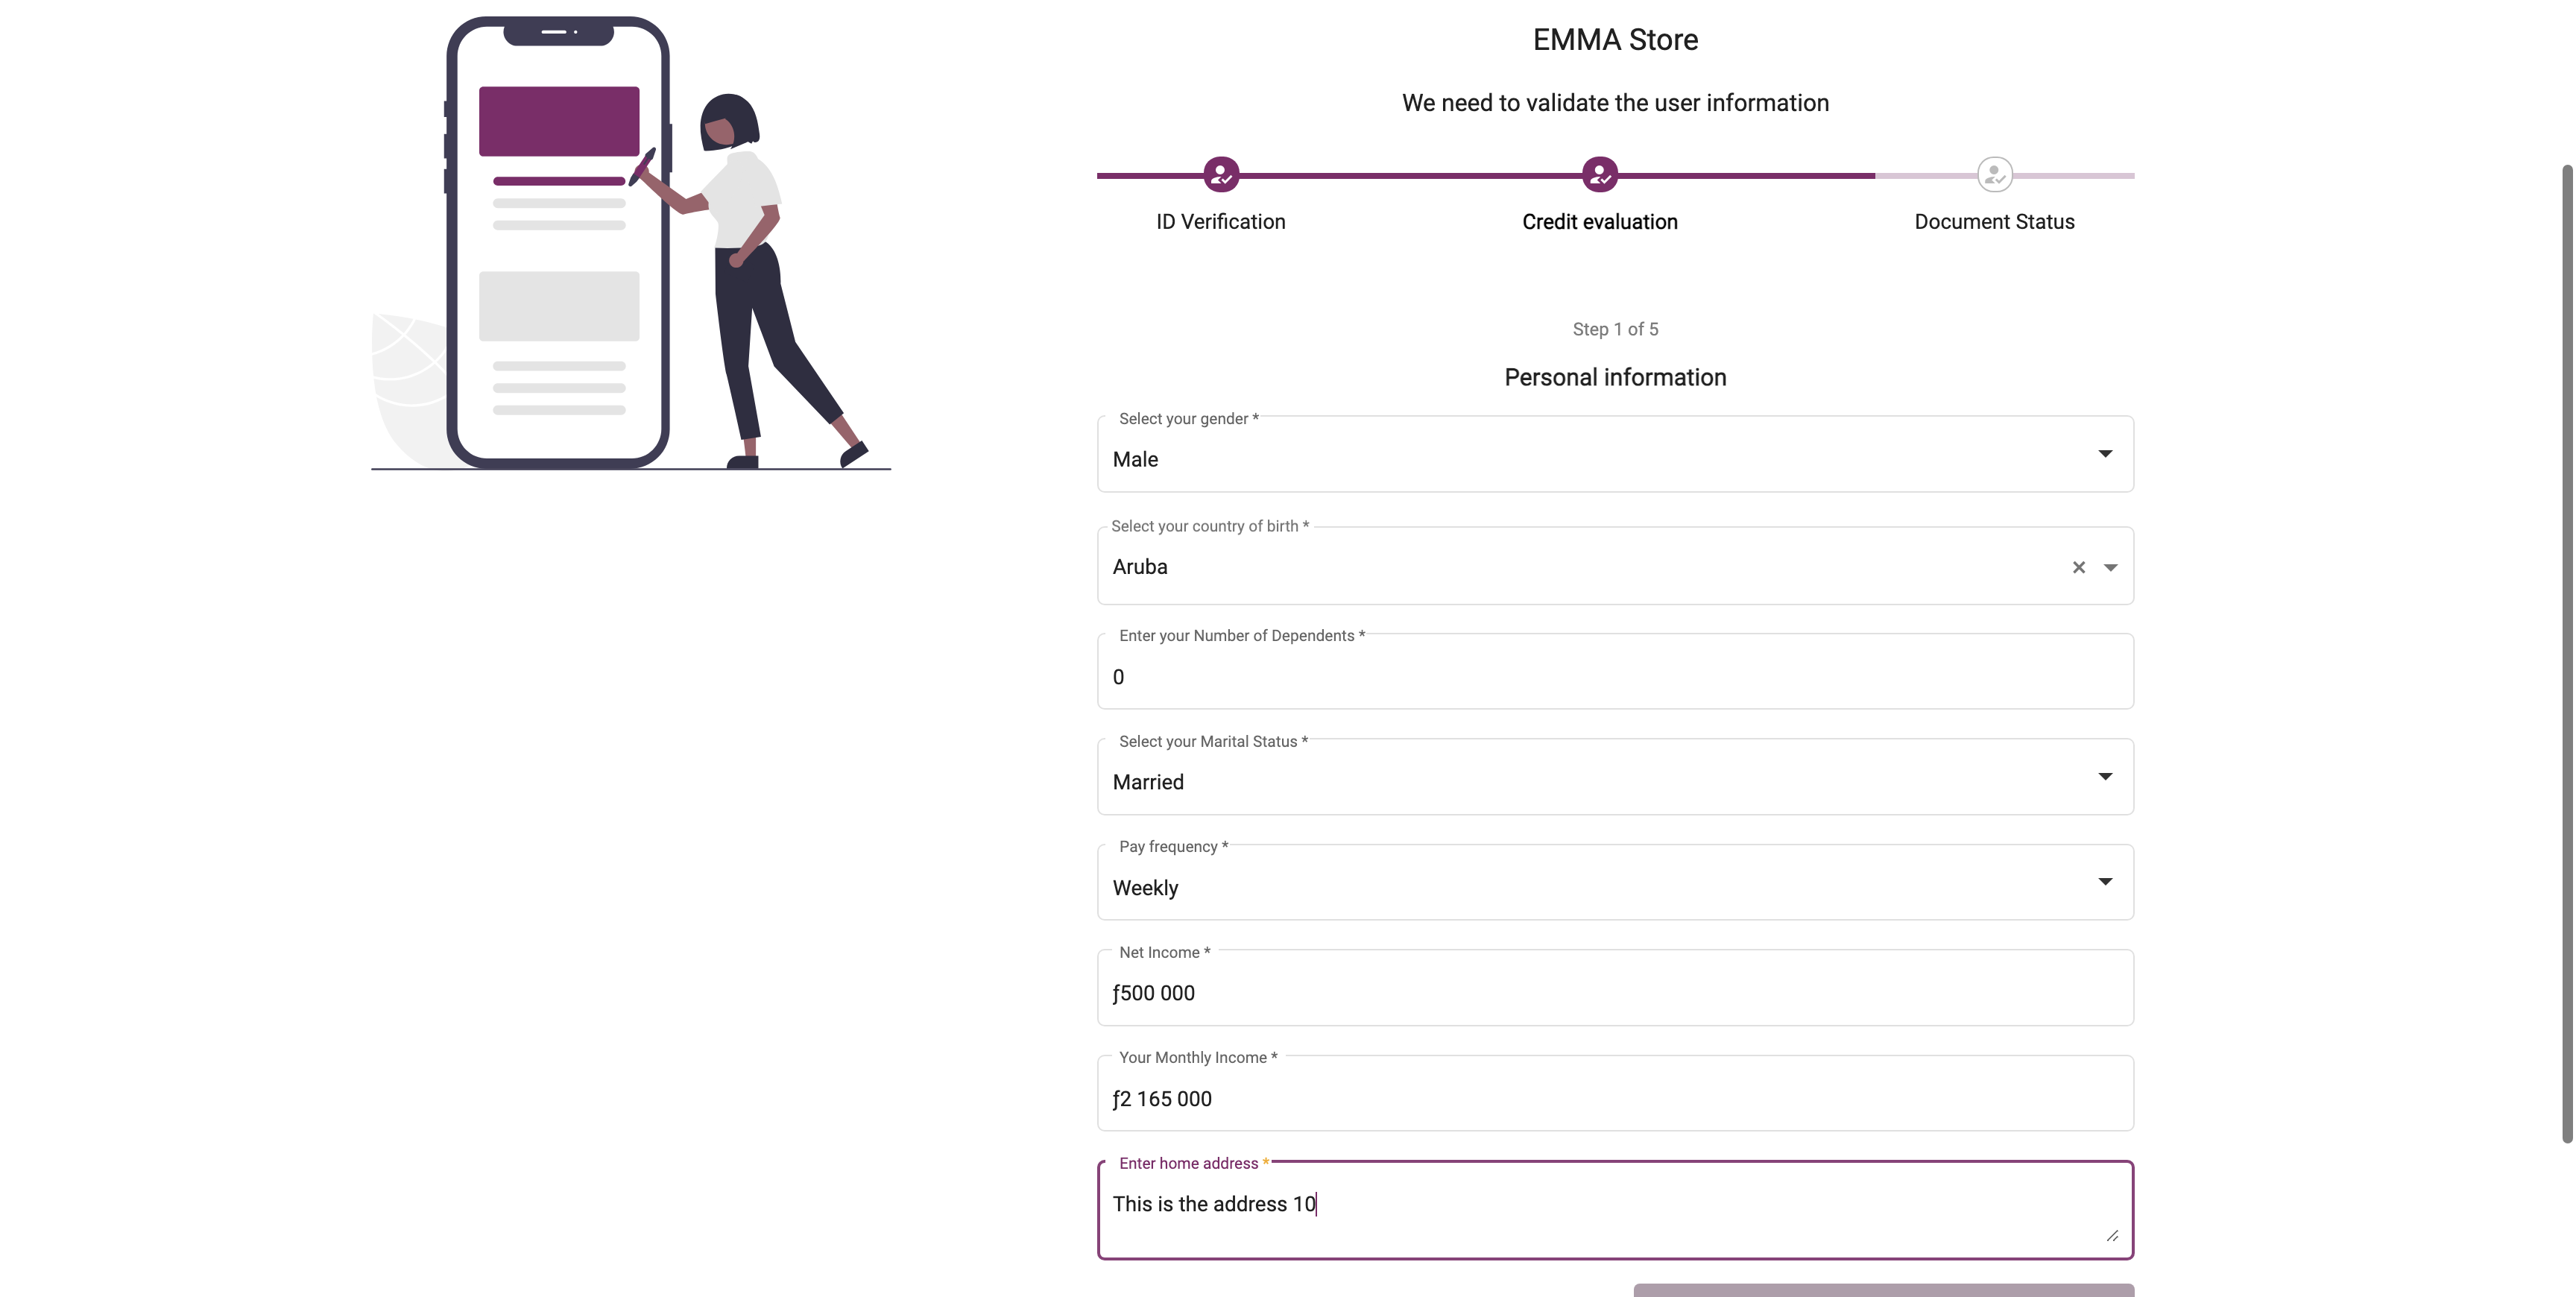 EMMA Store
We need to validate the user information
ID Verification
Credit evaluation
Document Status
Step 1 of 5
Personal information
Select your gender *
Male
Select your country of birth *
Aruba
Enter your Number of Dependents *
0
Select your Marital Status *
Married
Pay frequency *
Weekly
Net Income *
ƒ500 000
Your Monthly Income *
ƒ2 165 000
Enter home address *
This is the address 10